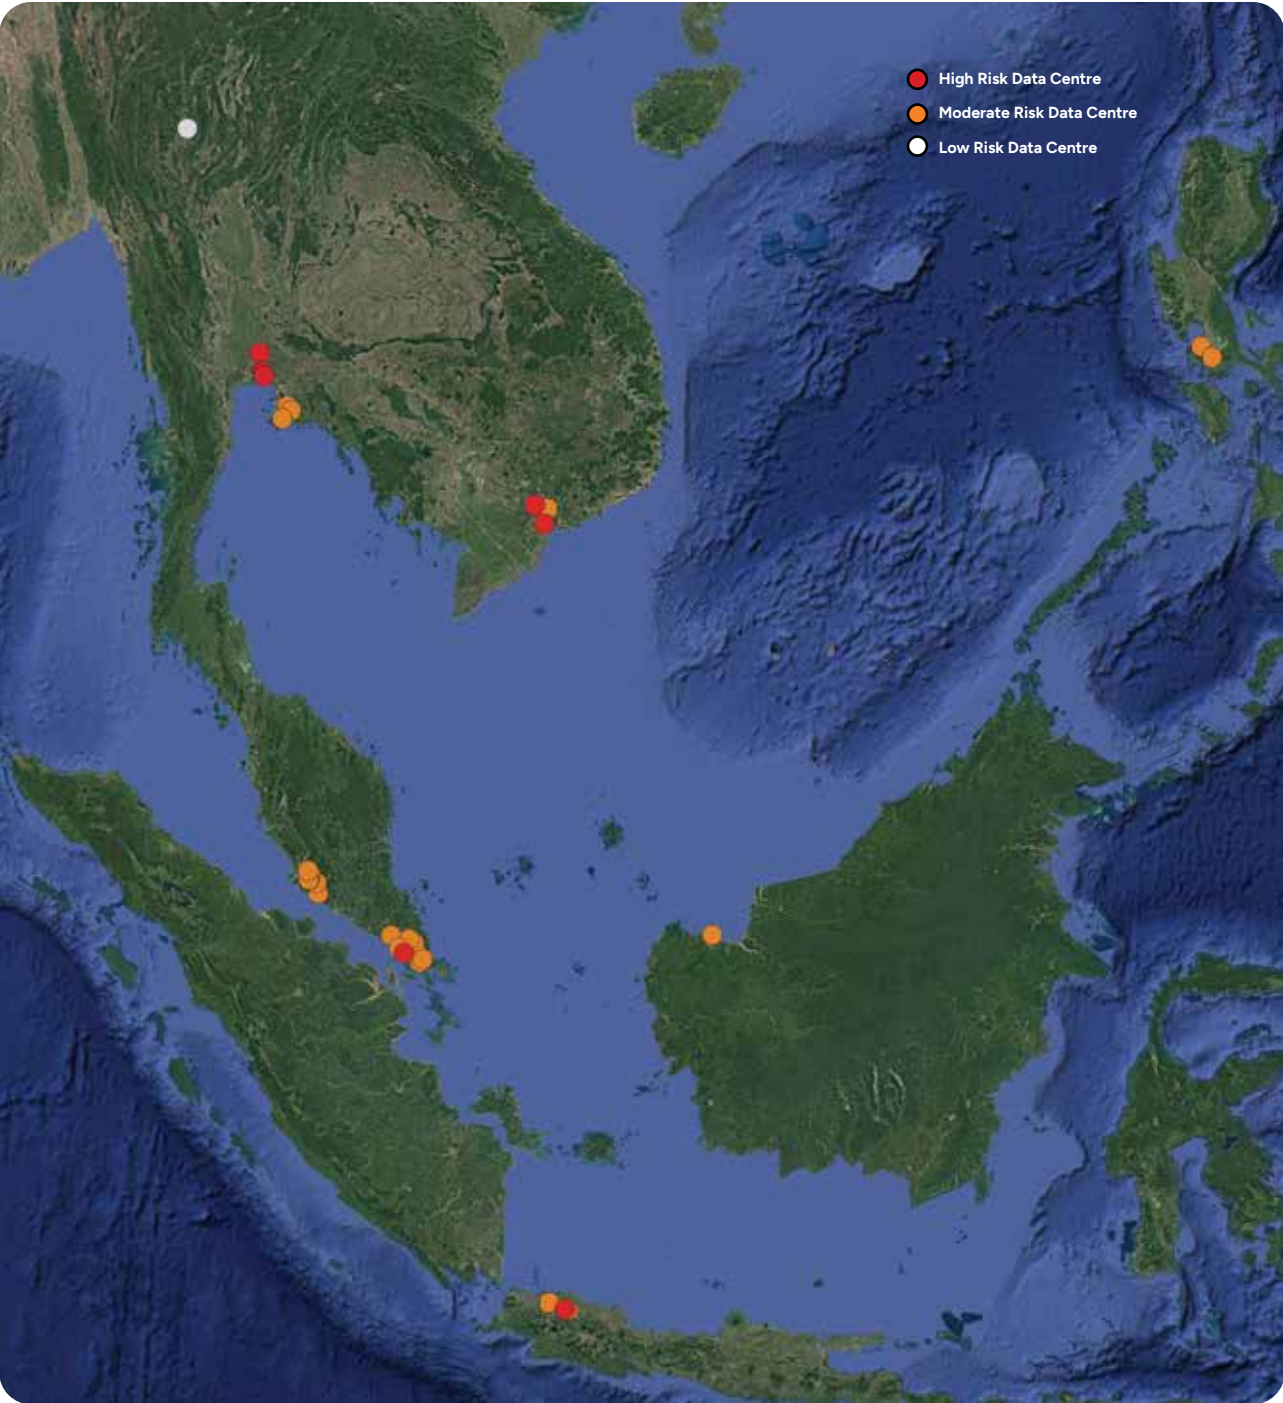 High Risk Data Centre
Moderate Risk Data Centre
Low Risk Data Centre